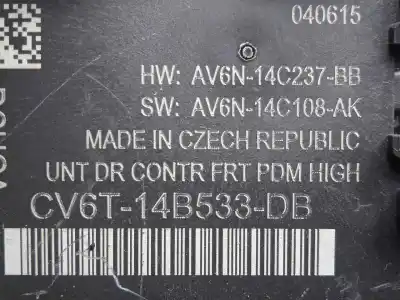 040615
HW: AV6N-14C237-BB
SW: AV6N-14C108-AK
MADE IN CZECH REPUBLIC
UNT DR CONTR FRT PDM HIGH
CV6T-14B533-DB